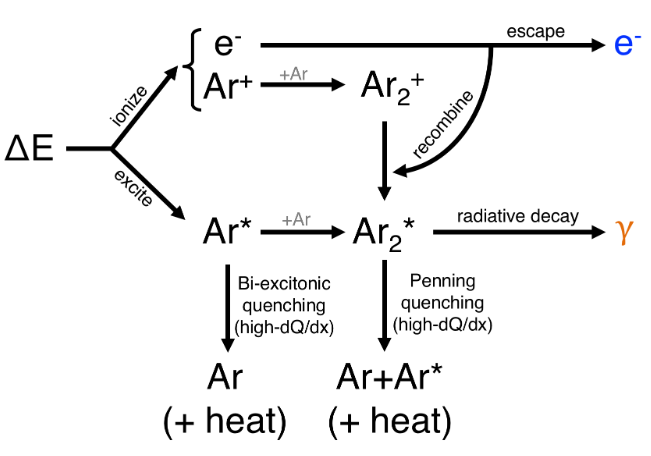 escape
e⁻
e⁻
Ar⁺
+Ar
Ar₂⁺
ionize
recombine
ΔE
excite
Ar*
+Ar
Ar₂*
radiative decay
γ
Bi-excitonic
quenching
(high-dQ/dx)
Penning
quenching
(high-dQ/dx)
Ar
(+ heat)
Ar+Ar*
(+ heat)